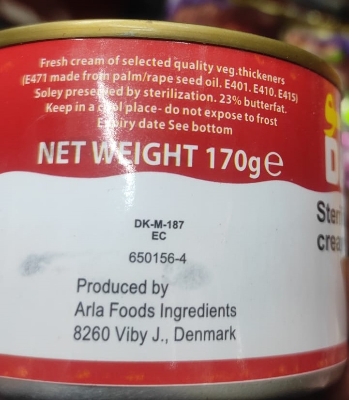 Fresh cream of selected quality veg.thickeners
(E471 made from palm/rape seed oil. E401. E410. E415)
Soley preserved by sterilization. 23% butterfat.
Keep in a cool place- do not expose to frost
Expiry date See bottom
NET WEIGHT 170g℮
DK-M-187
EC
650156-4
Produced by
Arla Foods Ingredients
8260 Viby J., Denmark